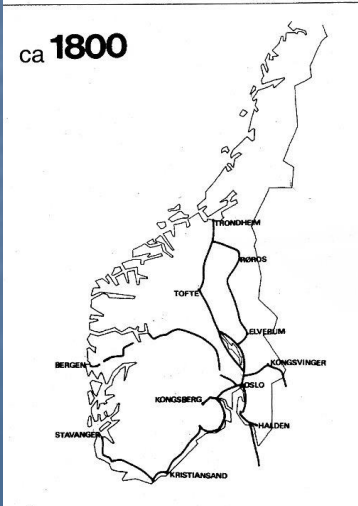 ca 1800
TRONDHEIM
RØROS
TOFTE
ELVERUM
BERGEN
KONGSVINGER
OSLO
KONGSBERG
STAVANGER
HALDEN
KRISTIANSAND